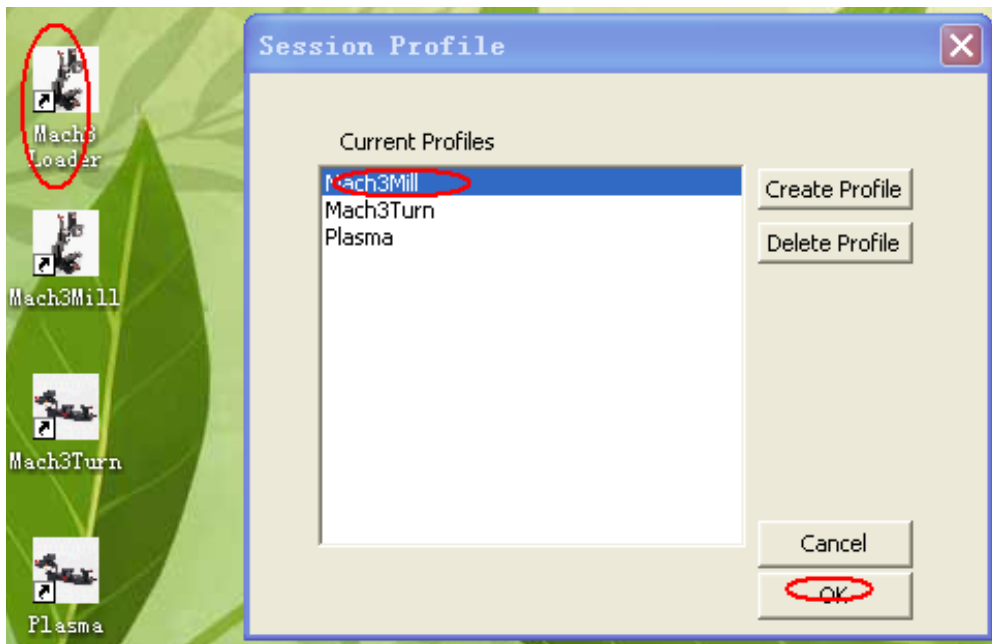 Mach3
Loader
Mach3Mill
Mach3Turn
Plasma
Session Profile
Current Profiles
Mach3Mill
Mach3Turn
Plasma
Create Profile
Delete Profile
Cancel
OK